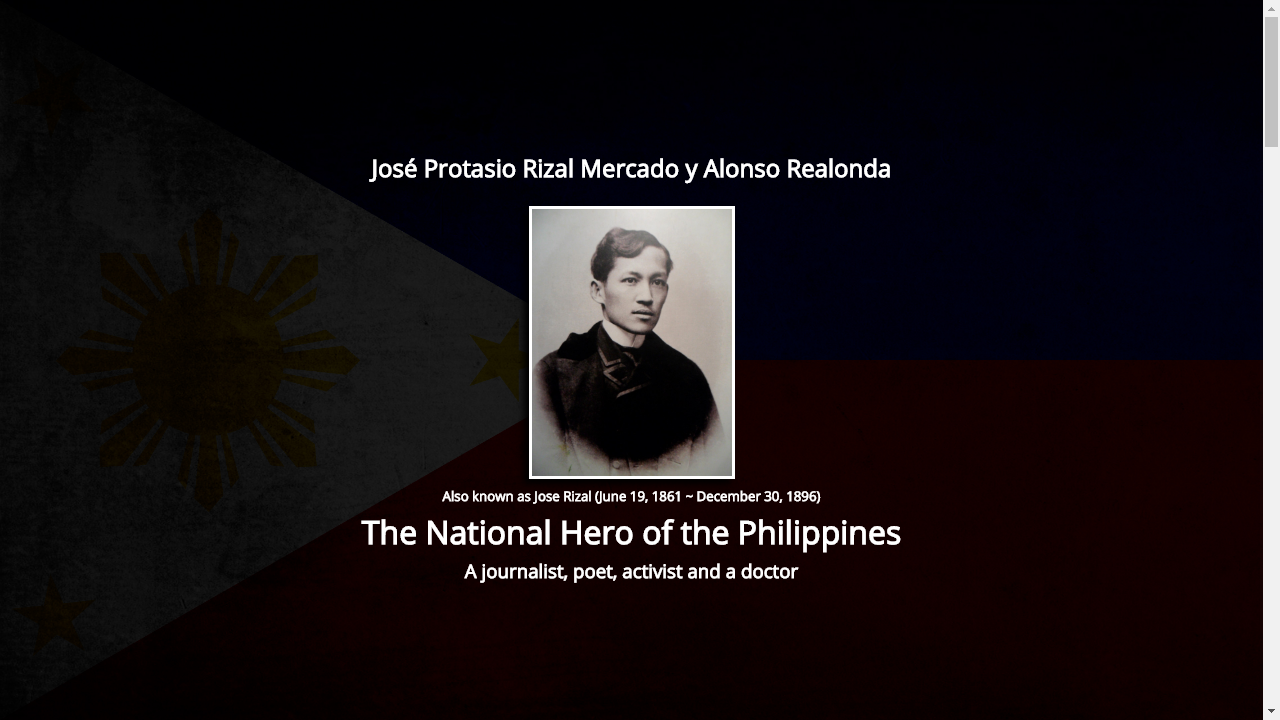 José Protasio Rizal Mercado y Alonso Realonda
Also known as Jose Rizal (June 19, 1861 ~ December 30, 1896)
The National Hero of the Philippines
A journalist, poet, activist and a doctor